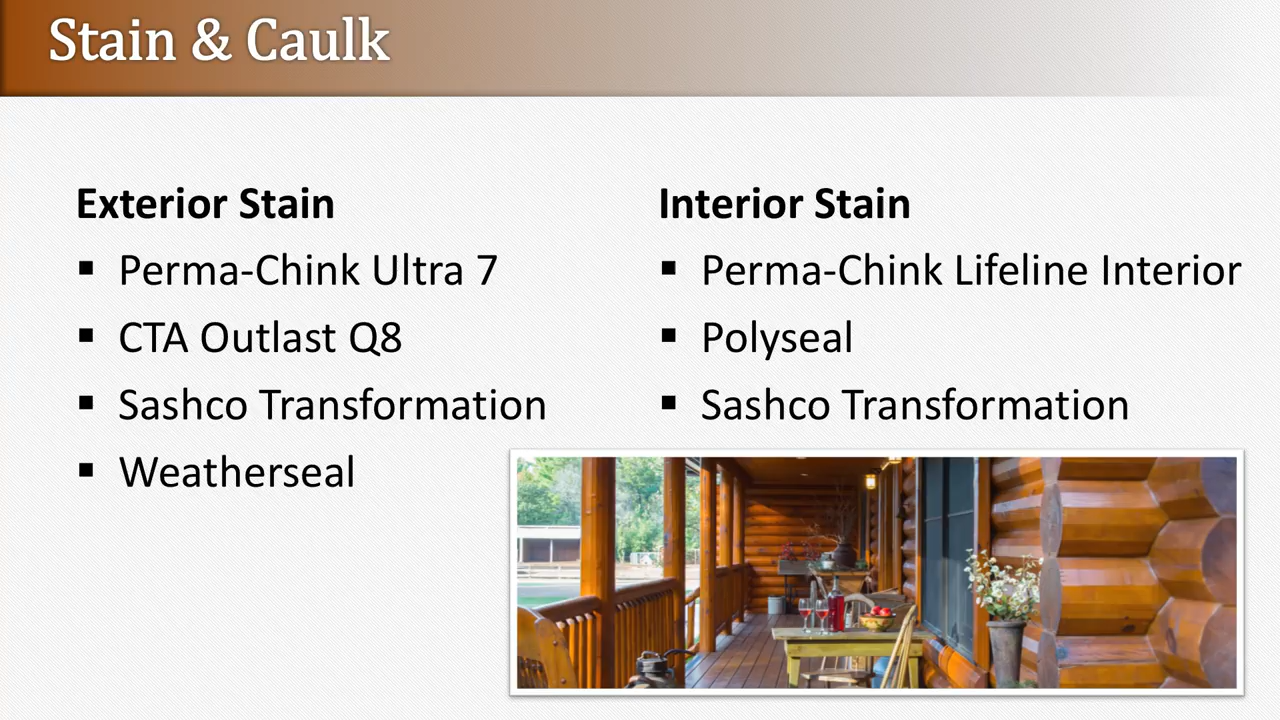 Stain & Caulk
Exterior Stain
▪ Perma-Chink Ultra 7
▪ CTA Outlast Q8
▪ Sashco Transformation
▪ Weatherseal
Interior Stain
▪ Perma-Chink Lifeline Interior
▪ Polyseal
▪ Sashco Transformation